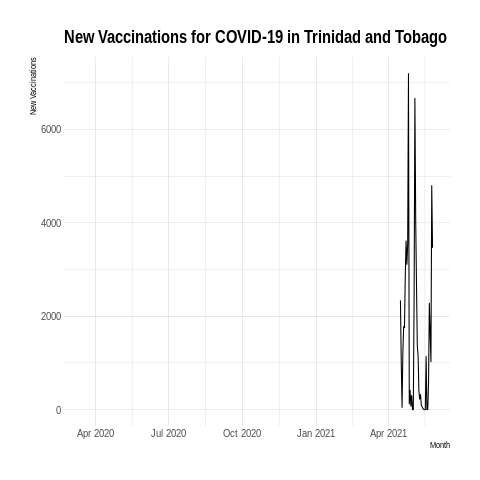 New Vaccinations for COVID-19 in Trinidad and Tobago
New Vaccinations
6000
4000
2000
0
Apr 2020 Jul 2020 Oct 2020 Jan 2021 Apr 2021
Month